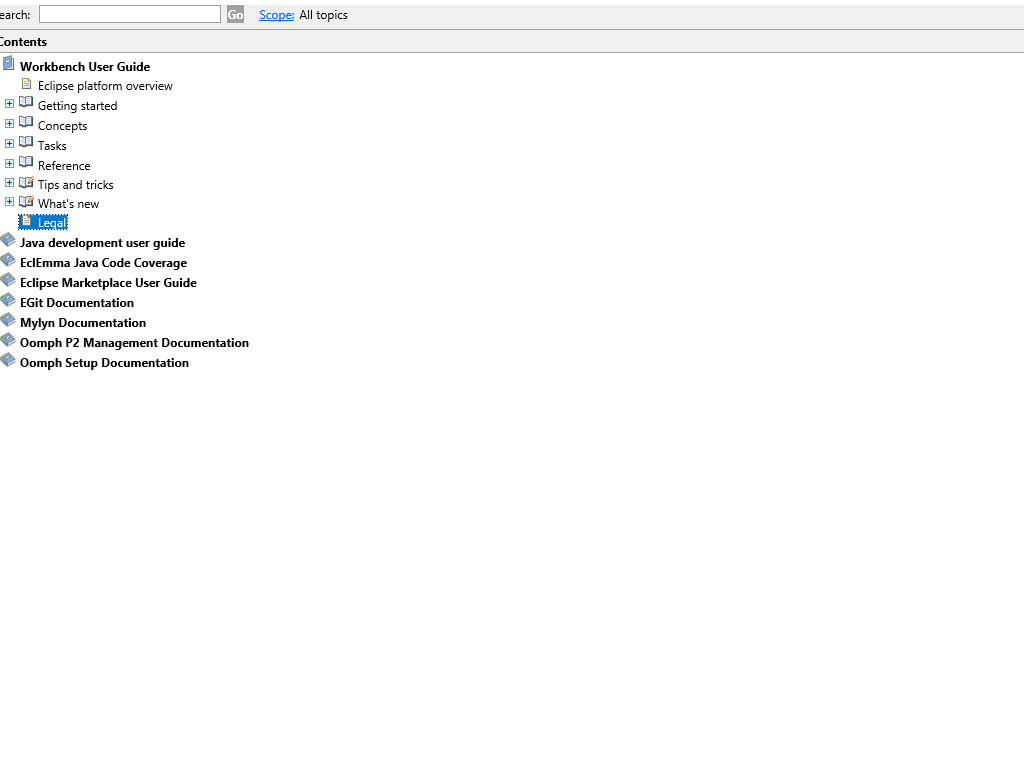 earch: Go Scope: All topics
Contents
Workbench User Guide
Eclipse platform overview
Getting started
Concepts
Tasks
Reference
Tips and tricks
What's new
Legal
Java development user guide
EclEmma Java Code Coverage
Eclipse Marketplace User Guide
EGit Documentation
Mylyn Documentation
Oomph P2 Management Documentation
Oomph Setup Documentation